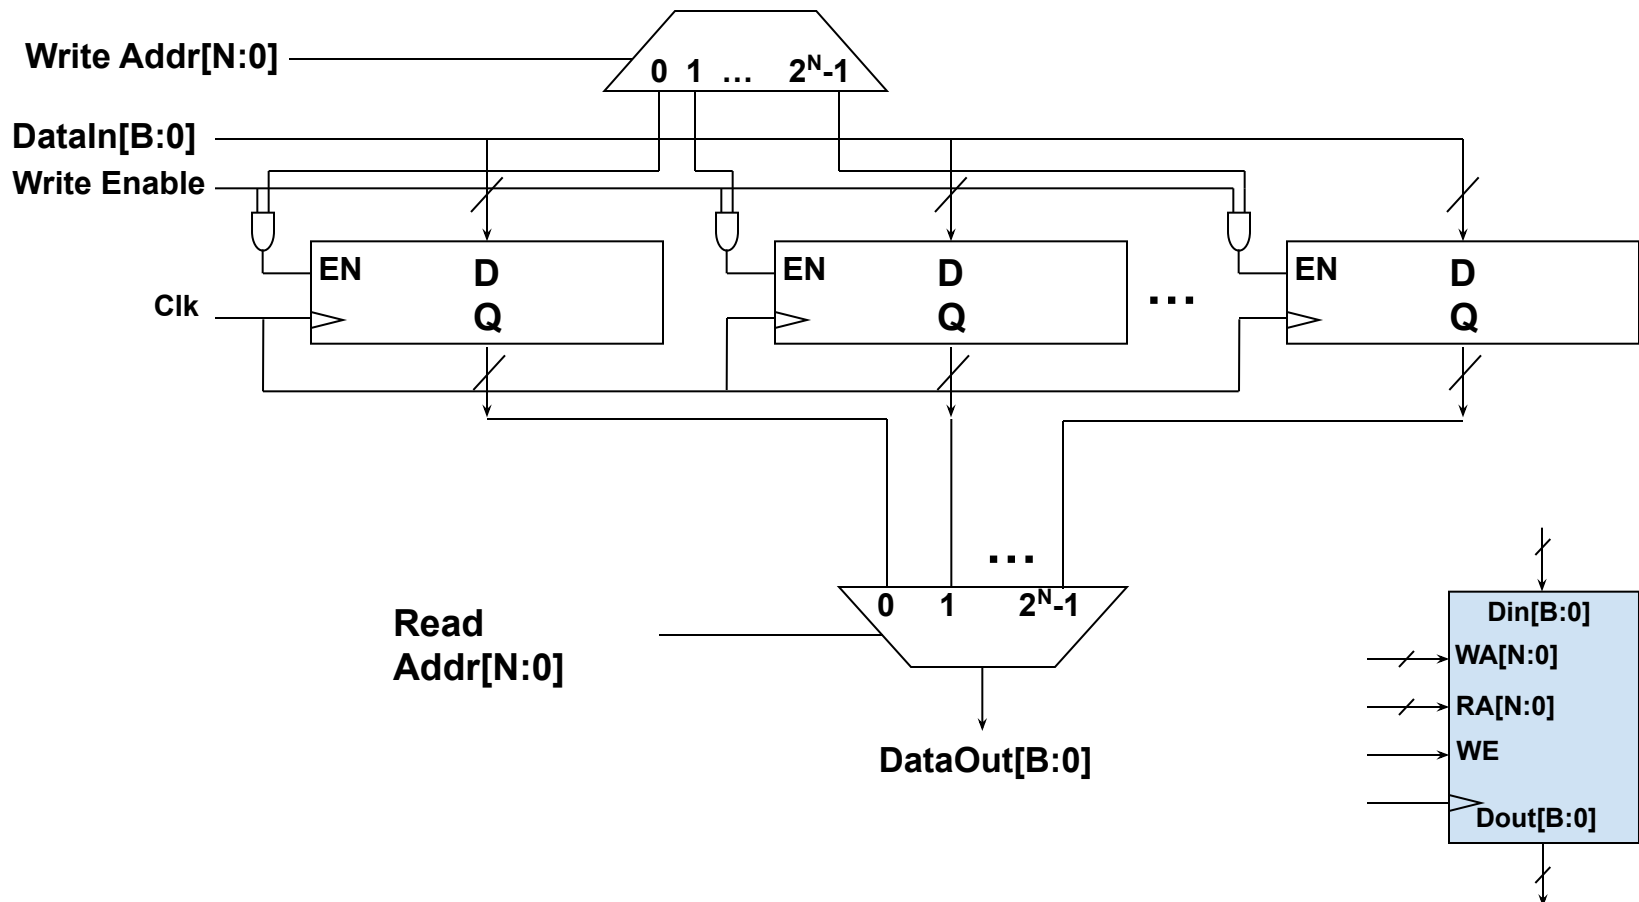 Write Addr[N:0]
0 1 … 2ᴺ-1
DataIn[B:0]
Write Enable
EN D
Q
EN D
Q
…
EN D
Q
Clk
…
0 1 2ᴺ-1
Read
Addr[N:0]
DataOut[B:0]
Din[B:0]
WA[N:0]
RA[N:0]
WE
Dout[B:0]